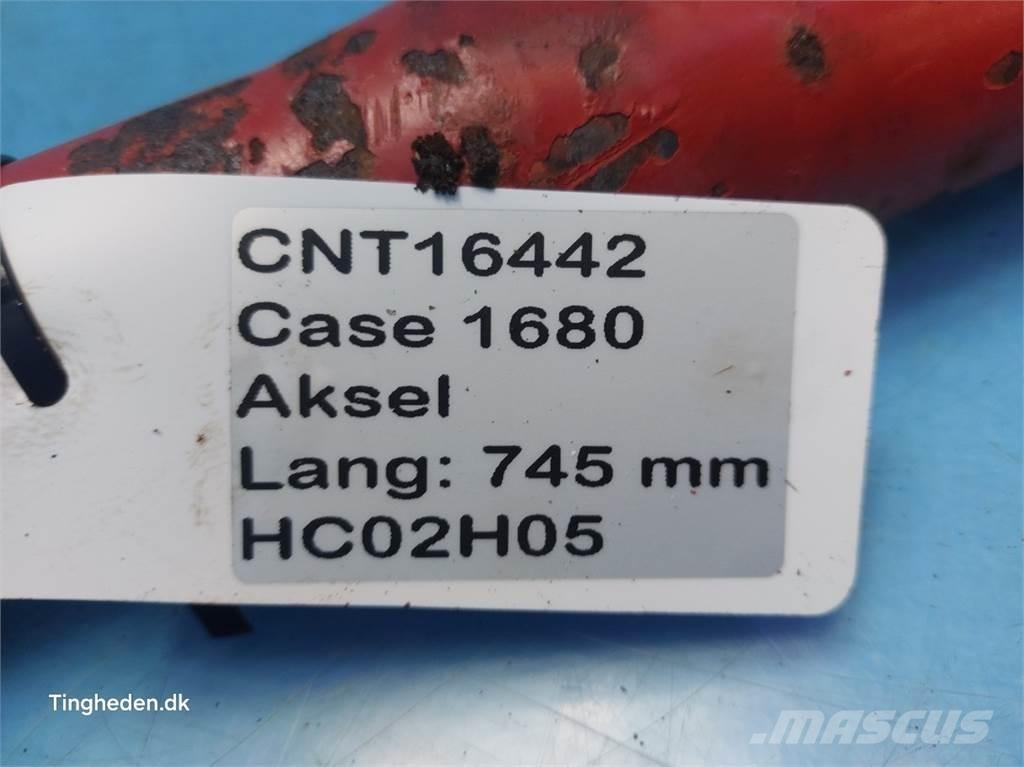 CNT16442
Case 1680
Aksel
Lang: 745 mm
HC02H05
Tingheden.dk
MASCUS